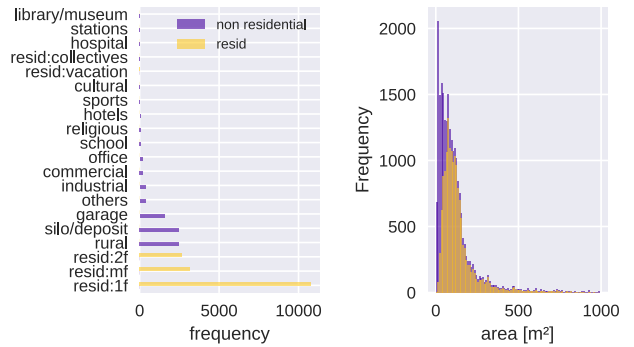 library/museum
stations
hospital
resid:collectives
resid:vacation
cultural
sports
hotels
religious
school
office
commercial
industrial
others
garage
silo/deposit
rural
resid:2f
resid:mf
resid:1f
non residential
resid
0 5000 10000
frequency
2000
1500
1000
500
0
Frequency
0 500 1000
area [m²]